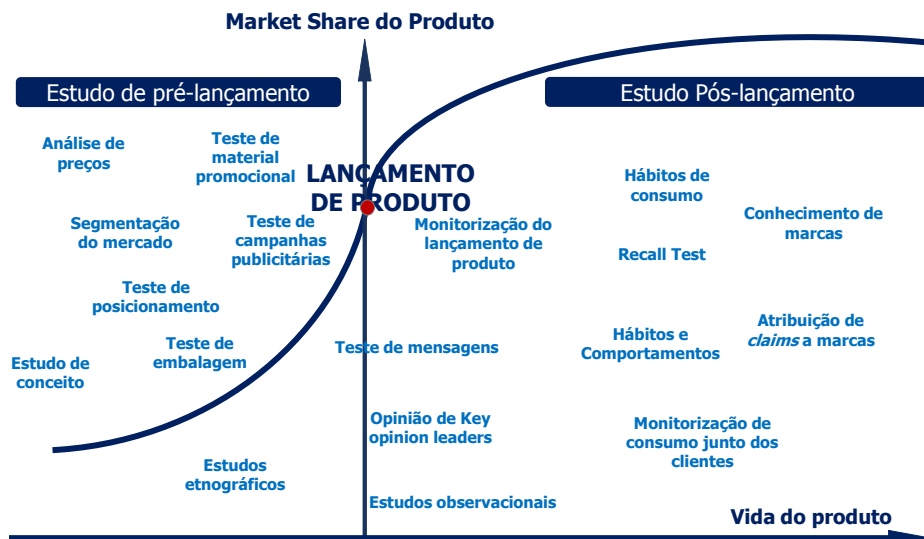 Market Share do Produto
Estudo de pré-lançamento
Estudo Pós-lançamento
Análise de
preços
Teste de
material
promocional
LANÇAMENTO
DE PRODUTO
Segmentação
do mercado
Teste de
campanhas
publicitárias
Monitorização do
lançamento de
produto
Hábitos de
consumo
Conhecimento de
marcas
Recall Test
Teste de
posicionamento
Teste de
embalagem
Estudo de
conceito
Teste de mensagens
Hábitos e
Comportamentos
Atribuição de
claims a marcas
Opinião de Key
opinion leaders
Monitorização de
consumo junto dos
clientes
Estudos
etnográficos
Estudos observacionais
Vida do produto